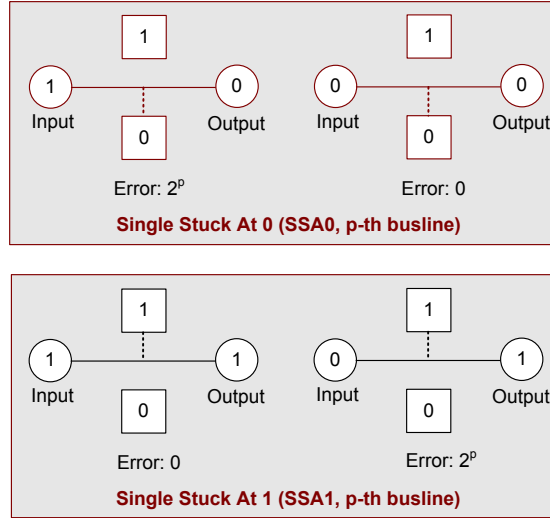 1 1
1 0 0 0
Input 0 Output Input 0 Output
Error: 2ᵖ Error: 0
Single Stuck At 0 (SSA0, p-th busline)
1 1
1 1 0 1
Input 0 Output Input 0 Output
Error: 0 Error: 2ᵖ
Single Stuck At 1 (SSA1, p-th busline)